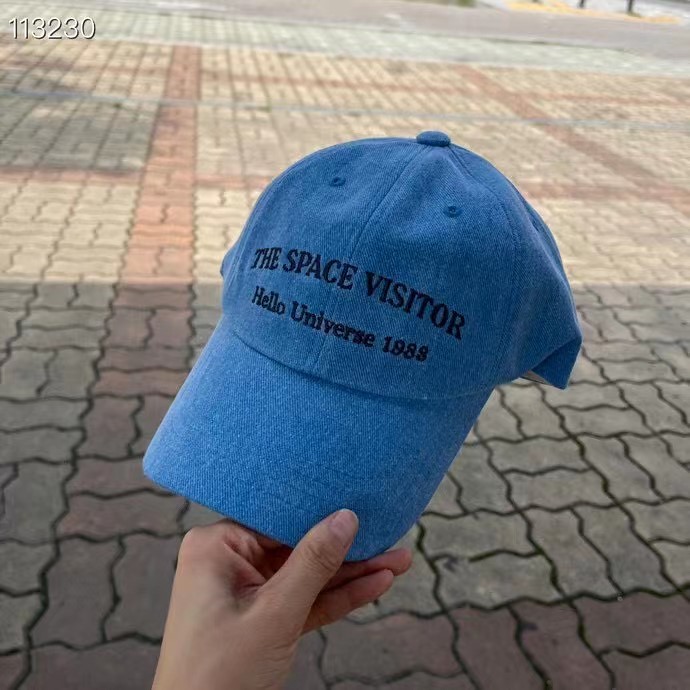 113230
THE SPACE VISITOR
Hello Universe 1988